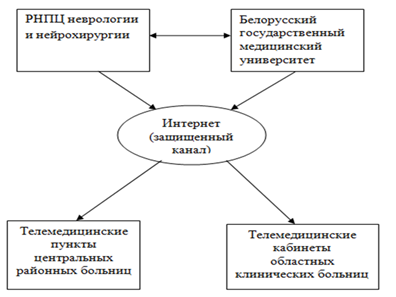 РНПЦ неврологии
и нейрохирургии
Белорусский
государственный
медицинский
университет
Интернет
(защищенный
канал)
Телемедицинские
пункты
центральных
районных больниц
Телемедицинские
кабинеты
областных
клинических больниц